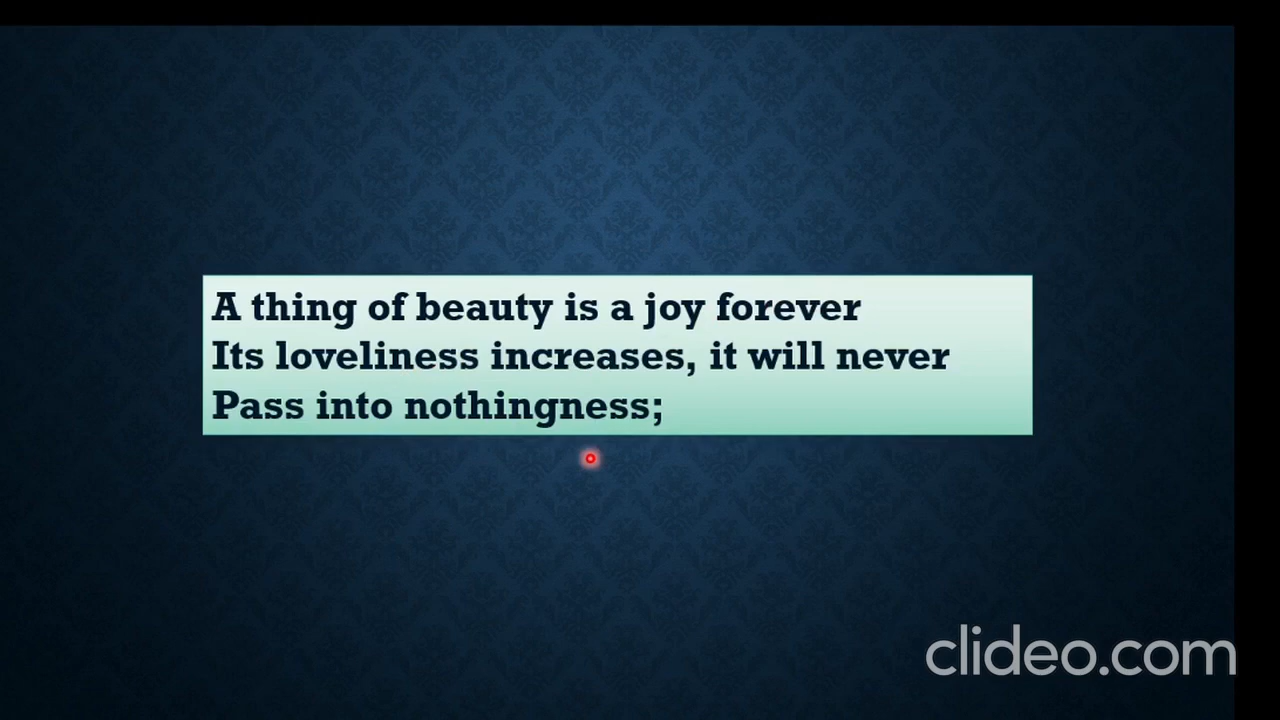 A thing of beauty is a joy forever
Its loveliness increases, it will never
Pass into nothingness;
clideo.com